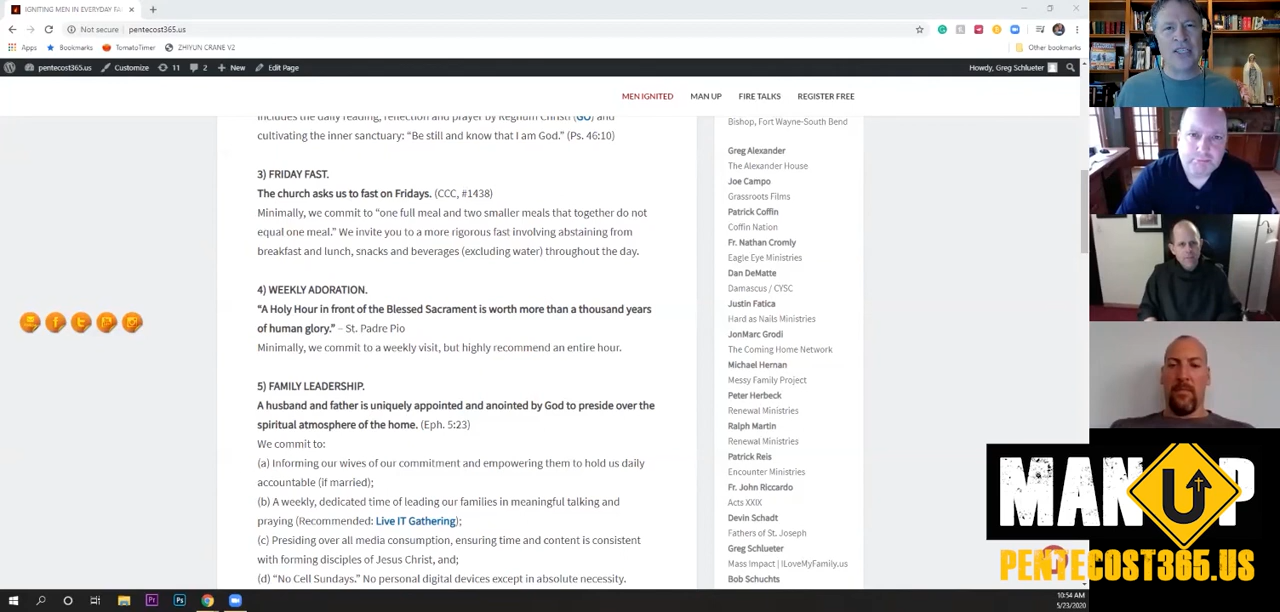 IGNITING MEN IN EVERYDAY FA
Not secure | pentecost365.us
Apps Bookmarks TomatoTimer ZHIYUN CRANE V2 Other bookmarks
pentecost365.us Customize 11 2 New Edit Page Howdy, Greg Schlueter
MEN IGNITED MAN UP FIRE TALKS REGISTER FREE
includes the daily reading, reflection and prayer by Regnum Christi (GO) and
cultivating the inner sanctuary: “Be still and know that I am God.” (Ps. 46:10)
3) FRIDAY FAST.
The church asks us to fast on Fridays. (CCC, #1438)
Minimally, we commit to “one full meal and two smaller meals that together do not
equal one meal.” We invite you to a more rigorous fast involving abstaining from
breakfast and lunch, snacks and beverages (excluding water) throughout the day.
4) WEEKLY ADORATION.
“A Holy Hour in front of the Blessed Sacrament is worth more than a thousand years
of human glory.” – St. Padre Pio
Minimally, we commit to a weekly visit, but highly recommend an entire hour.
5) FAMILY LEADERSHIP.
A husband and father is uniquely appointed and anointed by God to preside over the
spiritual atmosphere of the home. (Eph. 5:23)
We commit to:
(a) Informing our wives of our commitment and empowering them to hold us daily
accountable (if married);
(b) A weekly, dedicated time of leading our families in meaningful talking and
praying (Recommended: Live IT Gathering);
(c) Presiding over all media consumption, ensuring time and content is consistent
with forming disciples of Jesus Christ, and;
(d) “No Cell Sundays.” No personal digital devices except in absolute necessity.
Bishop, Fort Wayne-South Bend
Greg Alexander
The Alexander House
Joe Campo
Grassroots Films
Patrick Coffin
Coffin Nation
Fr. Nathan Cromly
Eagle Eye Ministries
Dan DeMatte
Damascus / CYSC
Justin Fatica
Hard as Nails Ministries
JonMarc Grodi
The Coming Home Network
Michael Hernan
Messy Family Project
Peter Herbeck
Renewal Ministries
Ralph Martin
Renewal Ministries
Patrick Reis
Encounter Ministries
Fr. John Riccardo
Acts XXIX
Devin Schadt
Fathers of St. Joseph
Greg Schlueter
Mass Impact | ILoveMyFamily.us
Bob Schuchts
MAN UP
PENTECOST365.US
10:54 AM
5/23/2020